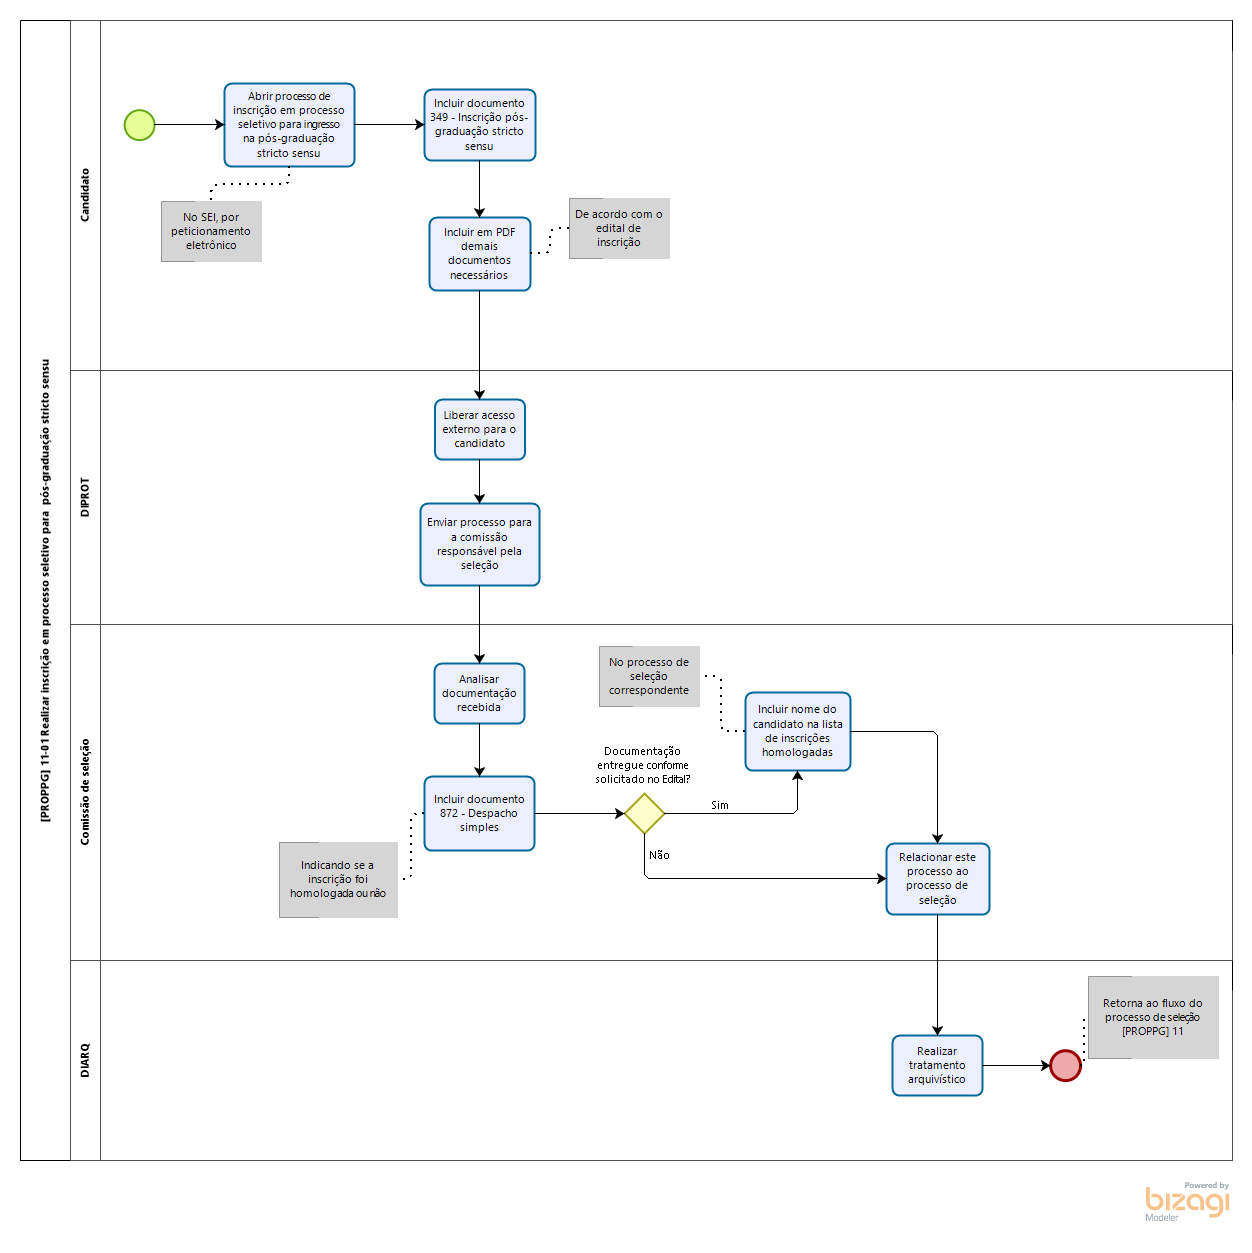 [PROPPG] 11-01 Realizar inscrição em processo seletivo para pós-graduação stricto sensu
Candidato
Abrir processo de
inscrição em processo
seletivo para ingresso
na pós-graduação
stricto sensu
Incluir documento
349 - Inscrição pós-
graduação stricto
sensu
No SEI, por
peticionamento
eletrônico
Incluir em PDF
demais
documentos
necessários
De acordo com o
edital de
inscrição
DIPROT
Liberar acesso
externo para o
candidato
Enviar processo para
a comissão
responsável pela
seleção
Comissão de seleção
Analisar
documentação
recebida
Incluir documento
872 - Despacho
simples
Indicando se a
inscrição foi
homologada ou não
Documentação
entregue conforme
solicitado no Edital?
Sim
Não
No processo de
seleção
correspondente
Incluir nome do
candidato na lista
de inscrições
homologadas
Relacionar este
processo ao
processo de
seleção
DIARQ
Realizar
tratamento
arquivístico
Retorna ao fluxo do
processo de seleção
[PROPPG] 11
Powered by
bizagi
Modeler